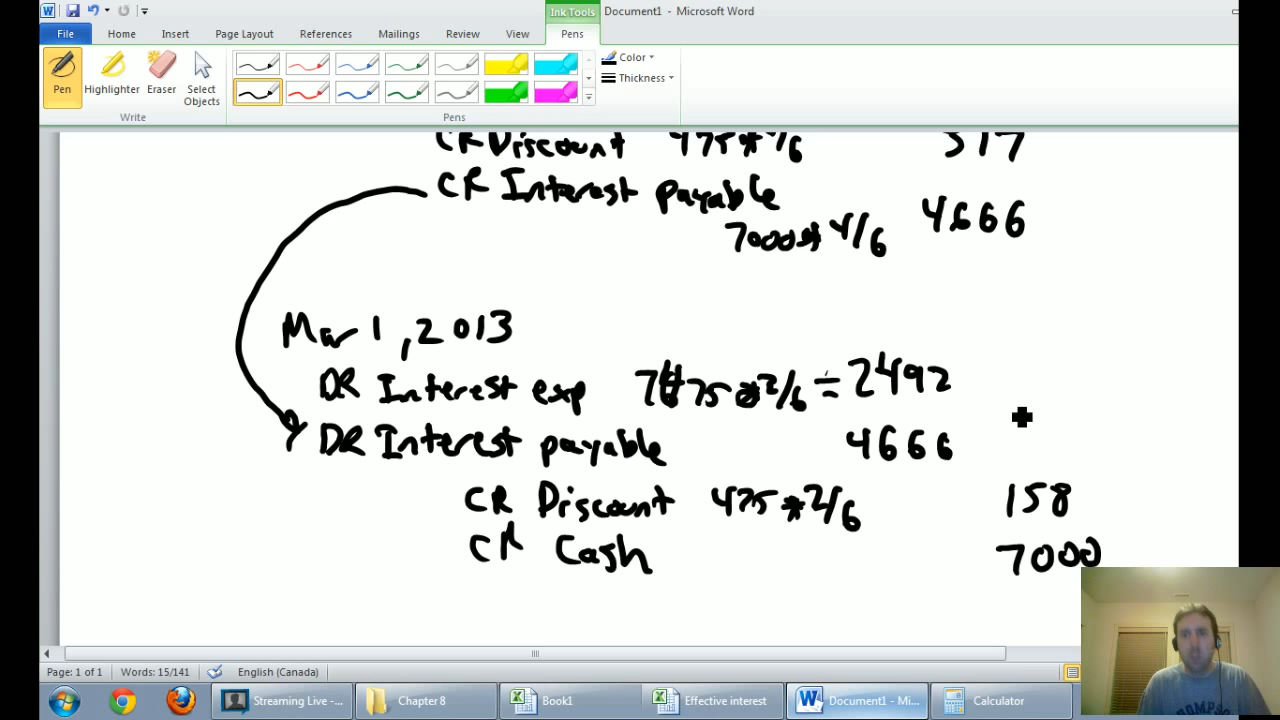 Ink Tools
Document1 - Microsoft Word
File Home Insert Page Layout References Mailings Review View Pens
Pen Highlighter Eraser Select Objects
Color
Thickness
Write
Pens
CR Discount 475*4/6 317
CR Interest payable 4666
7000* 4/6
Mar 1, 2013
DR Interest exp 7475*2/6 = 2492
DR Interest payable 4666
CR Discount 475*2/6 158
CR Cash 7000
Page: 1 of 1 Words: 15/141 English (Canada)
Streaming Live -... Chapter 8 Book1 Effective interest Document1 - Mi... Calculator